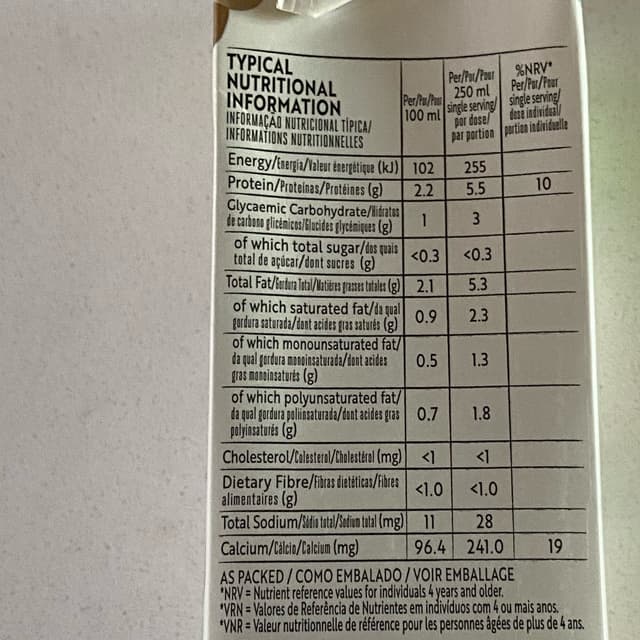 TYPICAL
NUTRITIONAL
INFORMATION
INFORMAÇÃO NUTRICIONAL TÍPICA/
INFORMATIONS NUTRITIONNELLES
Per/Por/Pour
100 ml
Per/Por/Pour
250 ml
single serving/
por dose/
par portion
%NRV*
Per/Por/Pour
single serving/
dose individual/
portion individuelle
Energy/Energia/Valeur énergétique (kJ) 102 255
Protein/Proteínas/Protéines (g) 2.2 5.5 10
Glycaemic Carbohydrate/Hidratos
de carbono glicémicos/Glucides glycémiques (g) 1 3
of which total sugar/dos quais
total de açúcar/dont sucres (g) <0.3 <0.3
Total Fat/Gordura Total/Matières grasses totales (g) 2.1 5.3
of which saturated fat/da qual
gordura saturada/dont acides gras saturés (g) 0.9 2.3
of which monounsaturated fat/
da qual gordura monoinsaturada/dont acides
gras monoinsaturés (g) 0.5 1.3
of which polyunsaturated fat/
da qual gordura poliinsaturada/dont acides gras
polyinsaturés (g) 0.7 1.8
Cholesterol/Colesterol/Cholestérol (mg) <1 <1
Dietary Fibre/Fibras dietéticas/Fibres
alimentaires (g) <1.0 <1.0
Total Sodium/Sódio total/Sodium total (mg) 11 28
Calcium/Cálcio/Calcium (mg) 96.4 241.0 19
AS PACKED / COMO EMBALADO / VOIR EMBALLAGE
*NRV = Nutrient reference values for individuals 4 years and older.
*VRN = Valores de Referência de Nutrientes em indivíduos com 4 ou mais anos.
*VNR = Valeur nutritionnelle de référence pour les personnes âgées de plus de 4 ans.